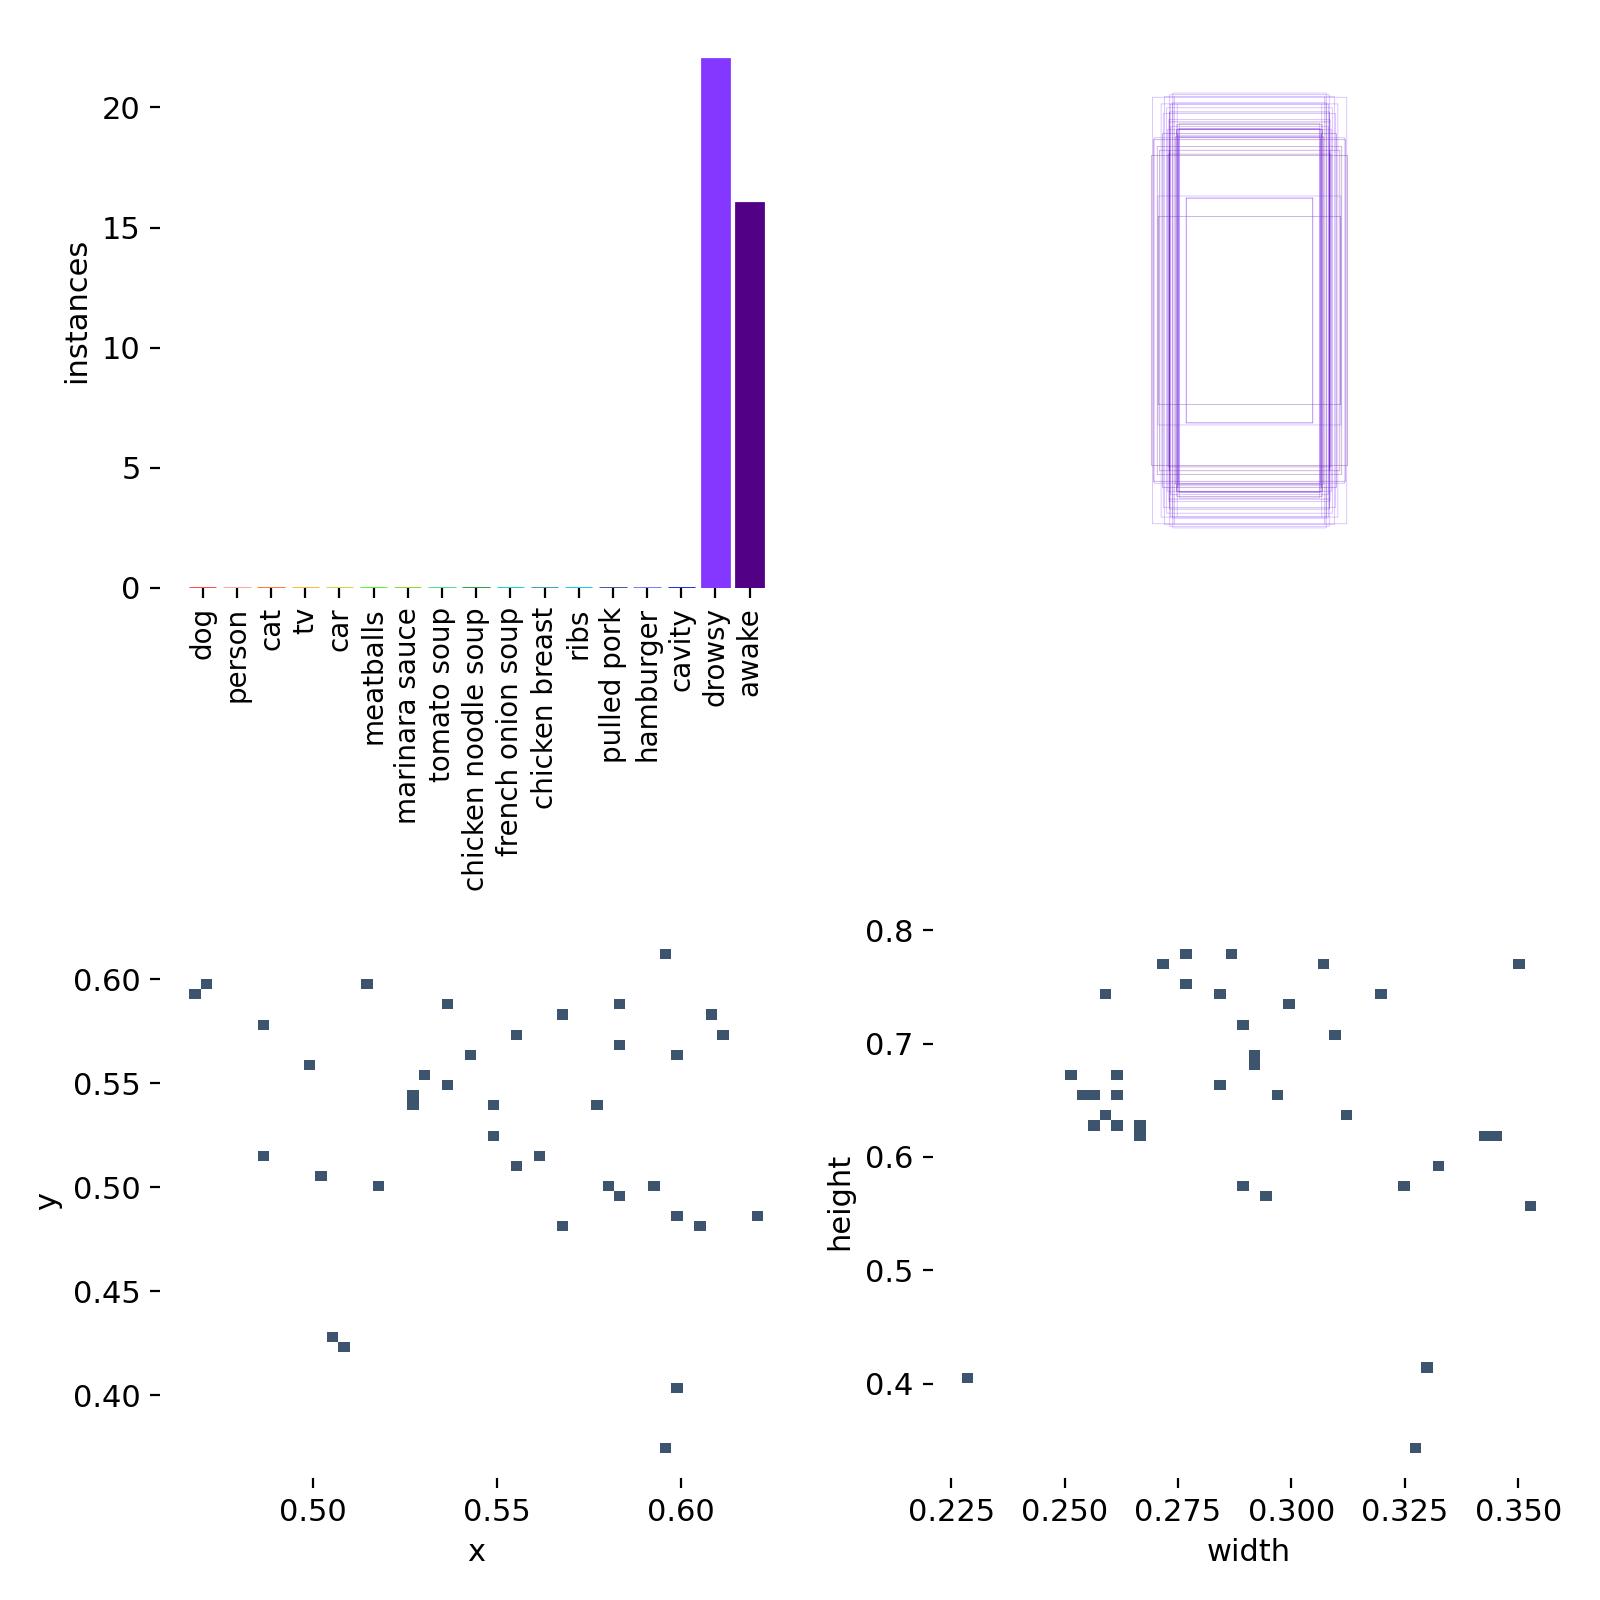 instances
20
15
10
5
0
dog
person
cat
tv
car
meatballs
marinara sauce
tomato soup
chicken noodle soup
french onion soup
chicken breast
ribs
pulled pork
hamburger
cavity
drowsy
awake
y
0.60
0.55
0.50
0.45
0.40
0.50 0.55 0.60
x
height
0.8
0.7
0.6
0.5
0.4
0.225 0.250 0.275 0.300 0.325 0.350
width